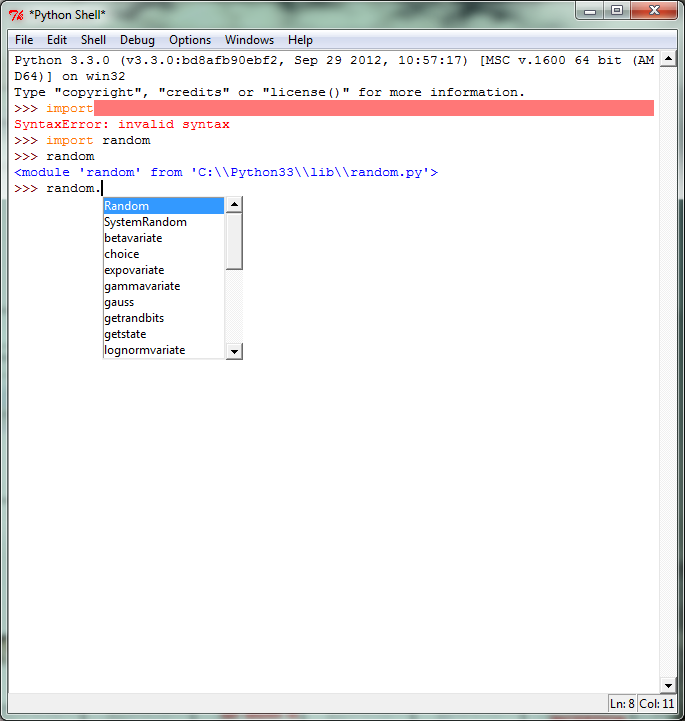 *Python Shell*
File Edit Shell Debug Options Windows Help
Python 3.3.0 (v3.3.0:bd8afb90ebf2, Sep 29 2012, 10:57:17) [MSC v.1600 64 bit (AM
D64)] on win32
Type "copyright", "credits" or "license()" for more information.
>>> import
SyntaxError: invalid syntax
>>> import random
>>> random
<module 'random' from 'C:\\Python33\\lib\\random.py'>
>>> random.
Random
SystemRandom
betavariate
choice
expovariate
gammavariate
gauss
getrandbits
getstate
lognormvariate
Ln: 8 Col: 11